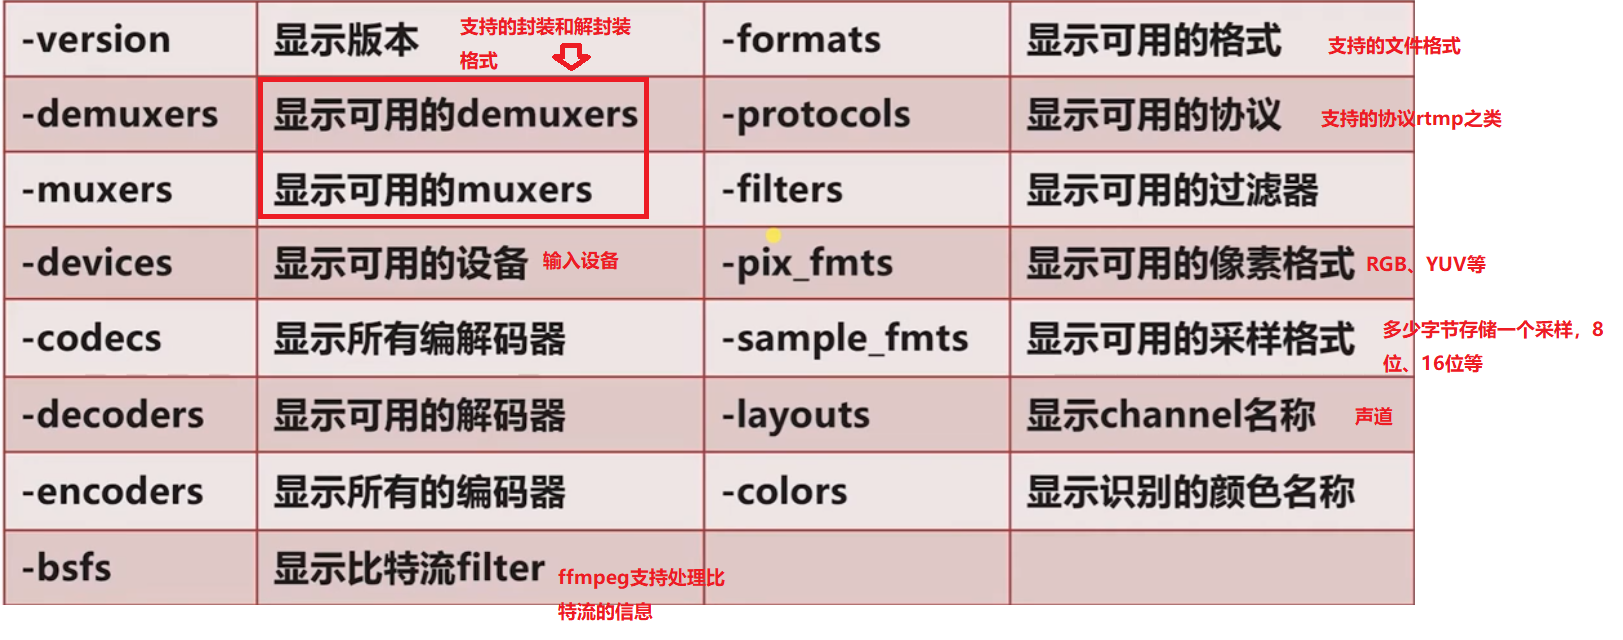 -version 显示版本 支持的封装和解封装 -formats 显示可用的格式 支持的文件格式
格式
-demuxers 显示可用的demuxers -protocols 显示可用的协议 支持的协议rtmp之类
-muxers 显示可用的muxers -filters 显示可用的过滤器
-devices 显示可用的设备 输入设备 -pix_fmts 显示可用的像素格式 RGB、YUV等
-codecs 显示所有编解码器 -sample_fmts 显示可用的采样格式 多少字节存储一个采样，8
位、16位等
-decoders 显示可用的解码器 -layouts 显示channel名称 声道
-encoders 显示所有的编码器 -colors 显示识别的颜色名称
-bsfs 显示比特流filter ffmpeg支持处理比
特流的信息